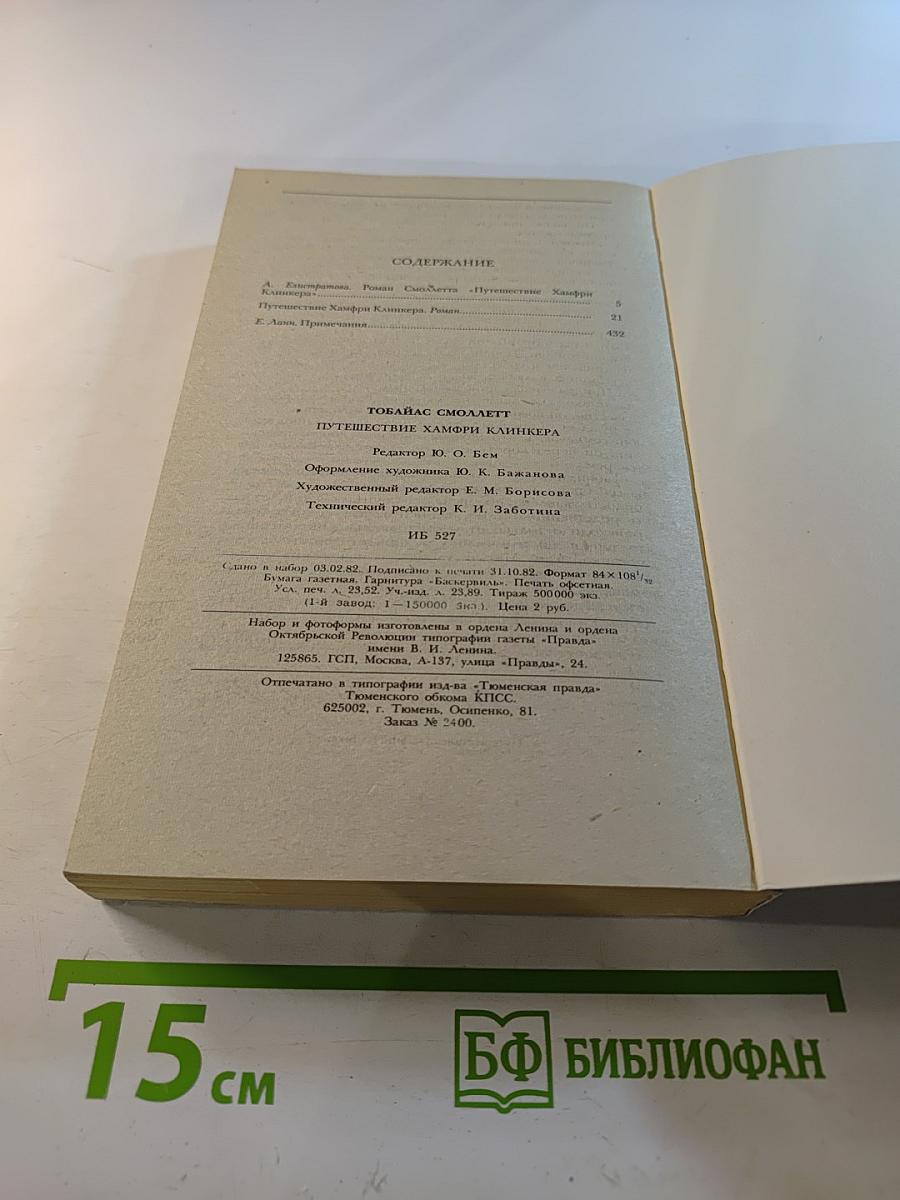 СОДЕРЖАНИЕ
А. Елистратова. Роман Смоллетта «Путешествие Хамфри
Клинкера» 5
Путешествие Хамфри Клинкера. Роман 21
Е. Ланн. Примечания 432
ТОБАЙАС СМОЛЛЕТТ
ПУТЕШЕСТВИЕ ХАМФРИ КЛИНКЕРА
Редактор Ю. О. Бем
Оформление художника Ю. К. Бажанова
Художественный редактор Е. М. Борисова
Технический редактор К. И. Заботина
ИБ 527
Сдано в набор 03.02.82. Подписано к печати 31.10.82. Формат 84×108 1/32
Бумага газетная. Гарнитура «Баскервиль». Печать офсетная.
Усл. печ. л. 23,52. Уч.-изд. л. 23,89. Тираж 500000 экз.
(1-й завод: 1—150000 экз.). Цена 2 руб.
Набор и фотоформы изготовлены в ордена Ленина и ордена
Октябрьской Революции типографии газеты «Правда»
имени В. И. Ленина.
125865. ГСП, Москва, А-137, улица «Правды», 24.
Отпечатано в типографии изд-ва «Тюменская правда»
Тюменского обкома КПСС.
625002, г. Тюмень, Осипенко, 81.
Заказ № 2400.
15 см
БФ БИБЛИОФАН